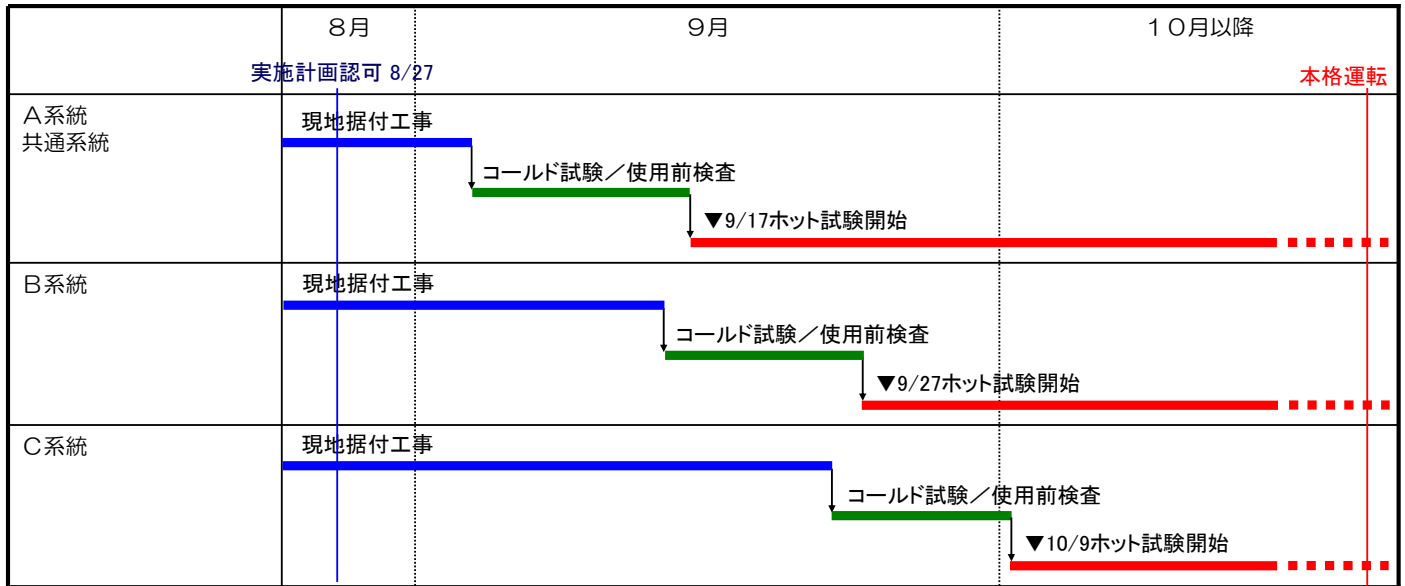 8月
9月
１０月以降
実施計画認可 8/27
本格運転
Ａ系統
共通系統
現地据付工事
コールド試験／使用前検査
▼9/17ホット試験開始
Ｂ系統
現地据付工事
コールド試験／使用前検査
▼9/27ホット試験開始
Ｃ系統
現地据付工事
コールド試験／使用前検査
▼10/9ホット試験開始